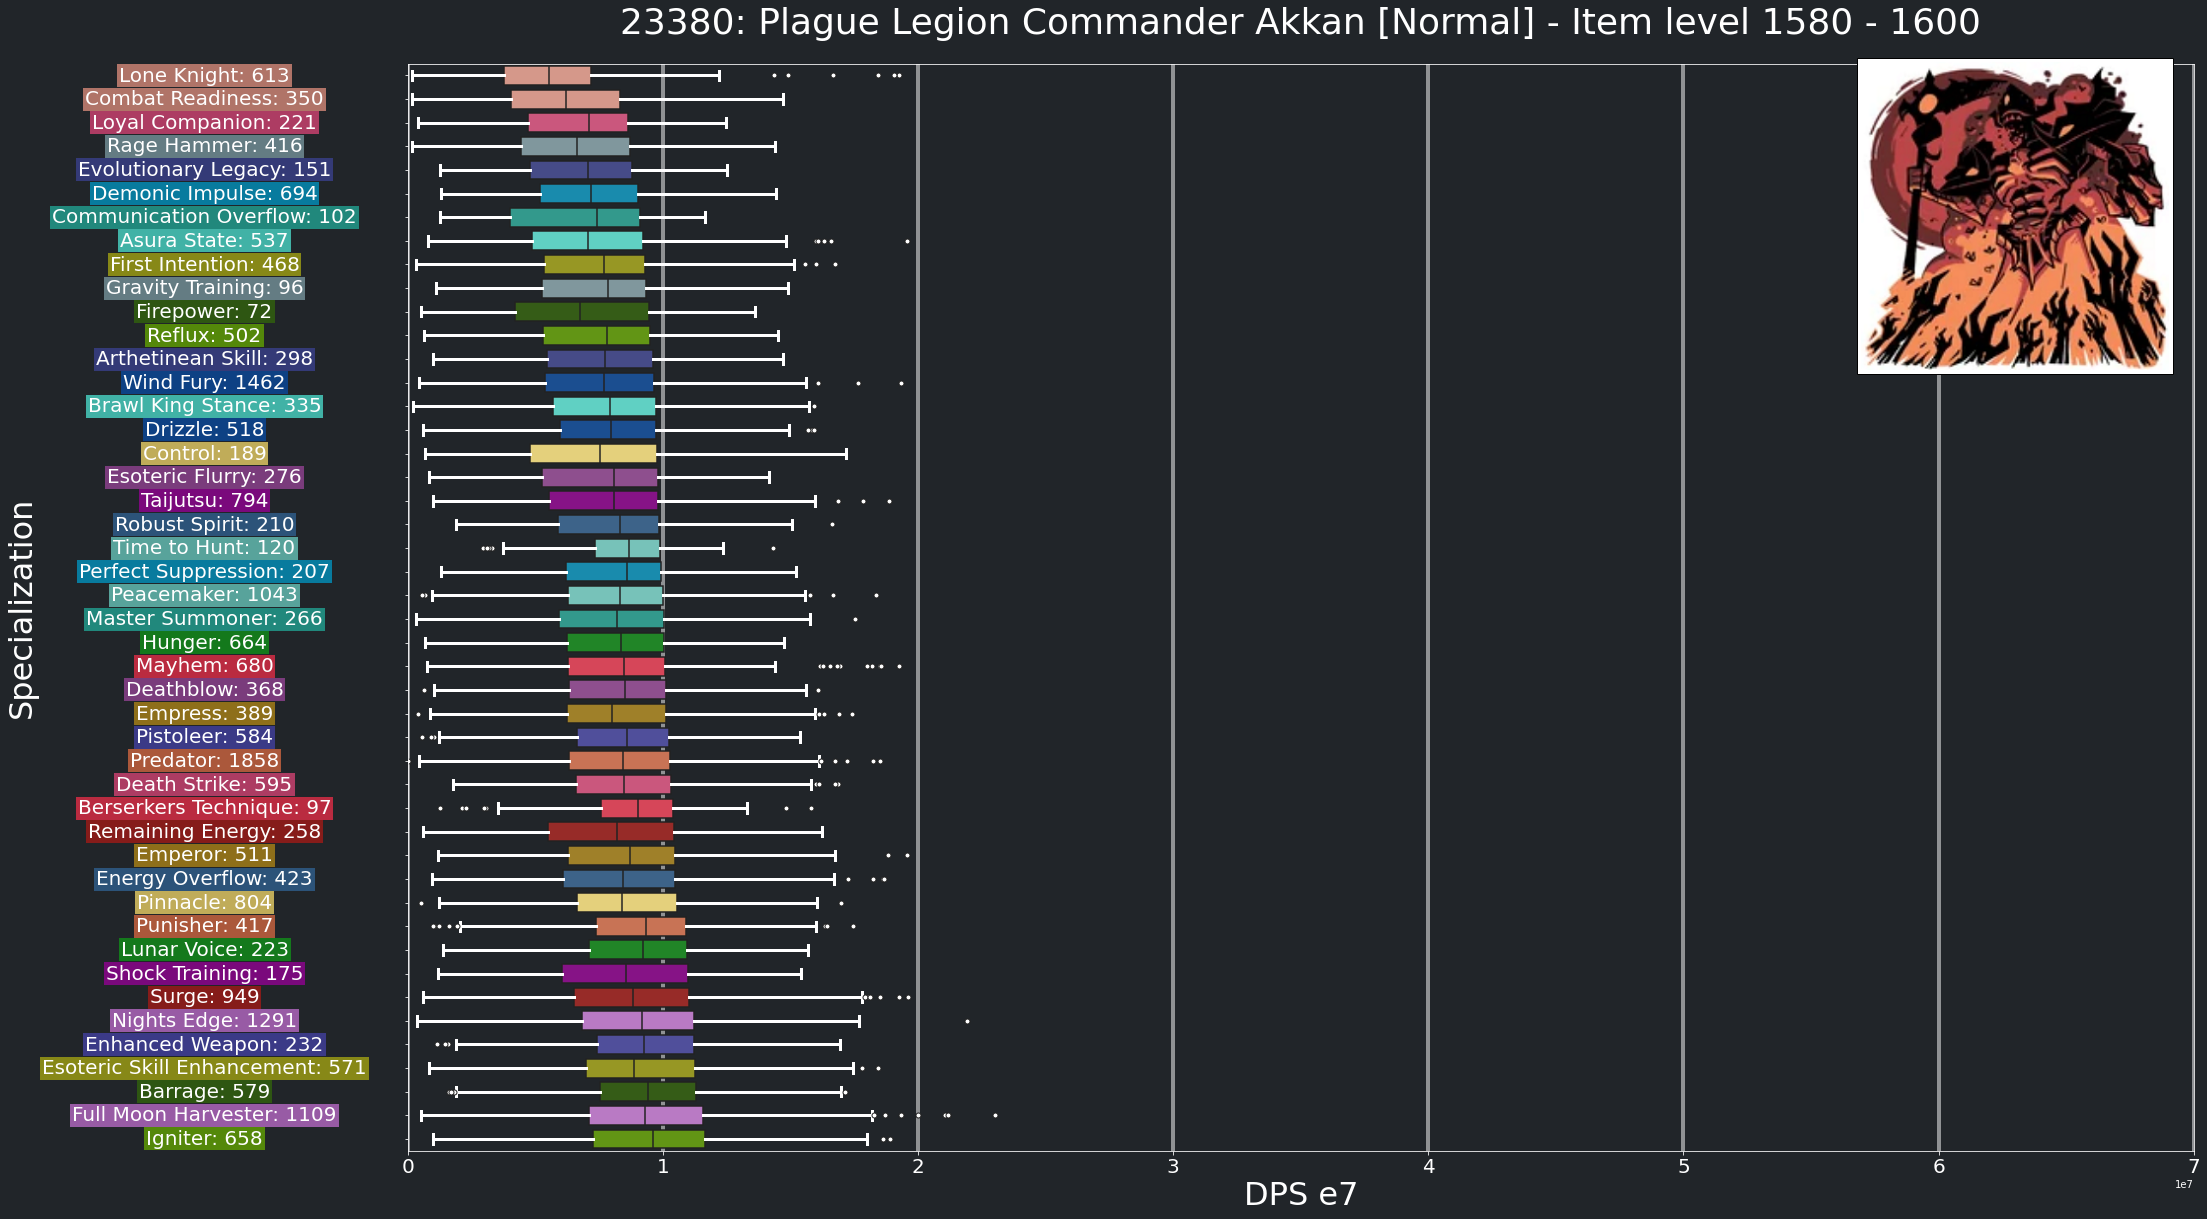 23380: Plague Legion Commander Akkan [Normal] - Item level 1580 - 1600
Specialization
Lone Knight: 613
Combat Readiness: 350
Loyal Companion: 221
Rage Hammer: 416
Evolutionary Legacy: 151
Demonic Impulse: 694
Communication Overflow: 102
Asura State: 537
First Intention: 468
Gravity Training: 96
Firepower: 72
Reflux: 502
Arthetinean Skill: 298
Wind Fury: 1462
Brawl King Stance: 335
Drizzle: 518
Control: 189
Esoteric Flurry: 276
Taijutsu: 794
Robust Spirit: 210
Time to Hunt: 120
Perfect Suppression: 207
Peacemaker: 1043
Master Summoner: 266
Hunger: 664
Mayhem: 680
Deathblow: 368
Empress: 389
Pistoleer: 584
Predator: 1858
Death Strike: 595
Berserkers Technique: 97
Remaining Energy: 258
Emperor: 511
Energy Overflow: 423
Pinnacle: 804
Punisher: 417
Lunar Voice: 223
Shock Training: 175
Surge: 949
Nights Edge: 1291
Enhanced Weapon: 232
Esoteric Skill Enhancement: 571
Barrage: 579
Full Moon Harvester: 1109
Igniter: 658
0 1 2 3 4 5 6 7
1e7
DPS e7